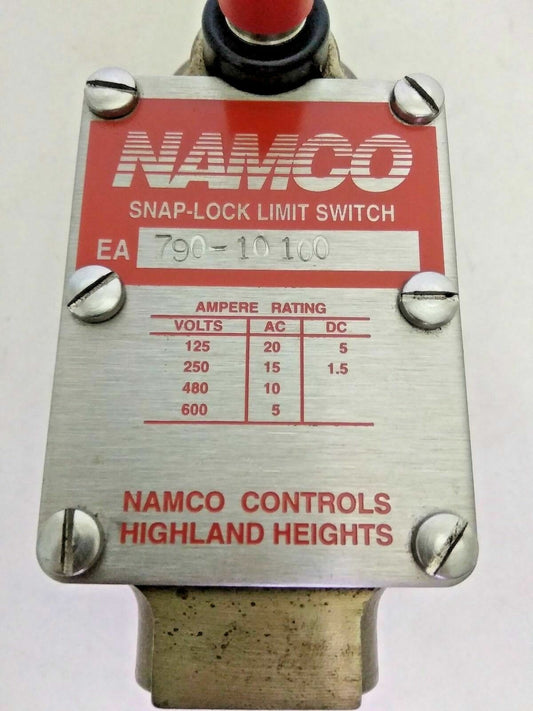 NAMCO
SNAP-LOCK LIMIT SWITCH
EA 790-10100
AMPERE RATING
VOLTS AC DC
125 20 5
250 15 1.5
480 10
600 5
NAMCO CONTROLS
HIGHLAND HEIGHTS